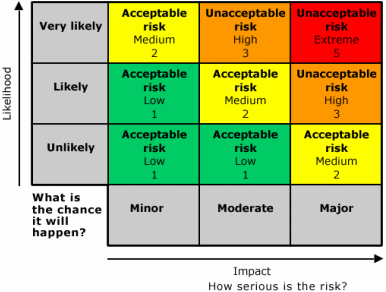 Likelihood
Very likely
Acceptable
risk
Medium
2
Unacceptable
risk
High
3
Unacceptable
risk
Extreme
5
Likely
Acceptable
risk
Low
1
Acceptable
risk
Medium
2
Unacceptable
risk
High
3
Unlikely
Acceptable
risk
Low
1
Acceptable
risk
Low
1
Acceptable
risk
Medium
2
What is
the chance
it will
happen?
Minor
Moderate
Major
Impact
How serious is the risk?